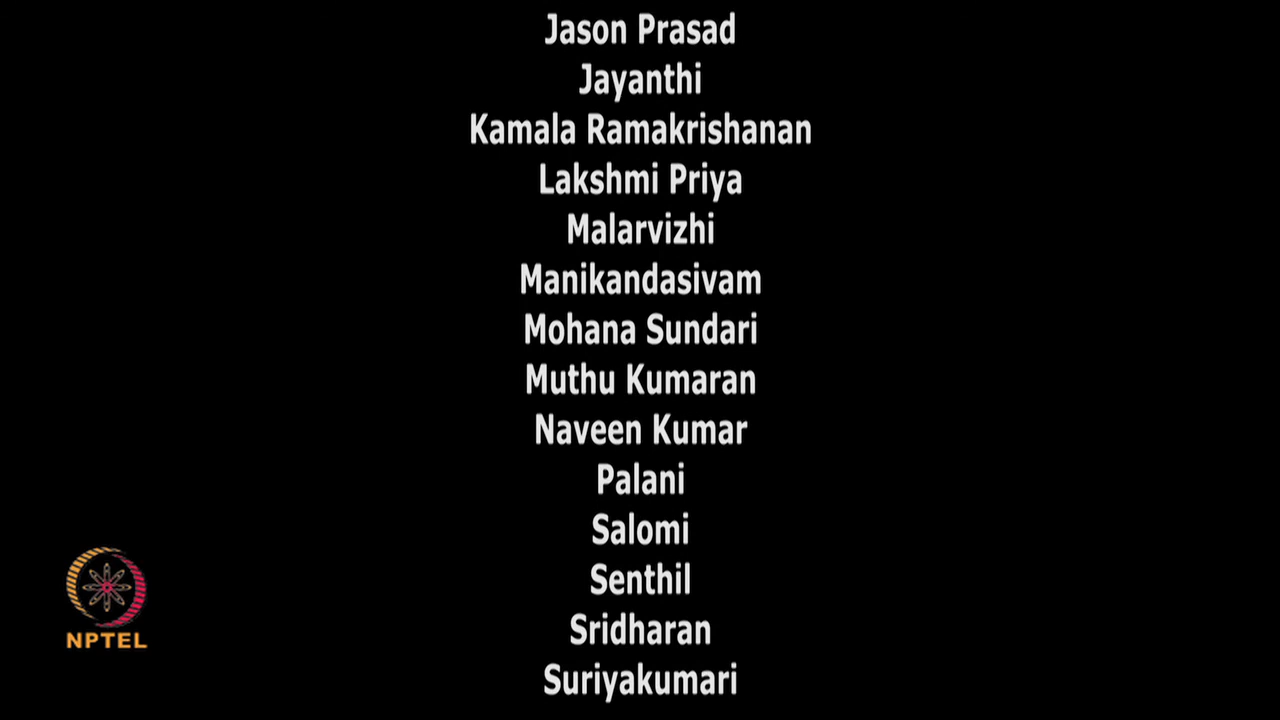 Jason Prasad
Jayanthi
Kamala Ramakrishanan
Lakshmi Priya
Malarvizhi
Manikandasivam
Mohana Sundari
Muthu Kumaran
Naveen Kumar
Palani
Salomi
Senthil
Sridharan
Suriyakumari
NPTEL